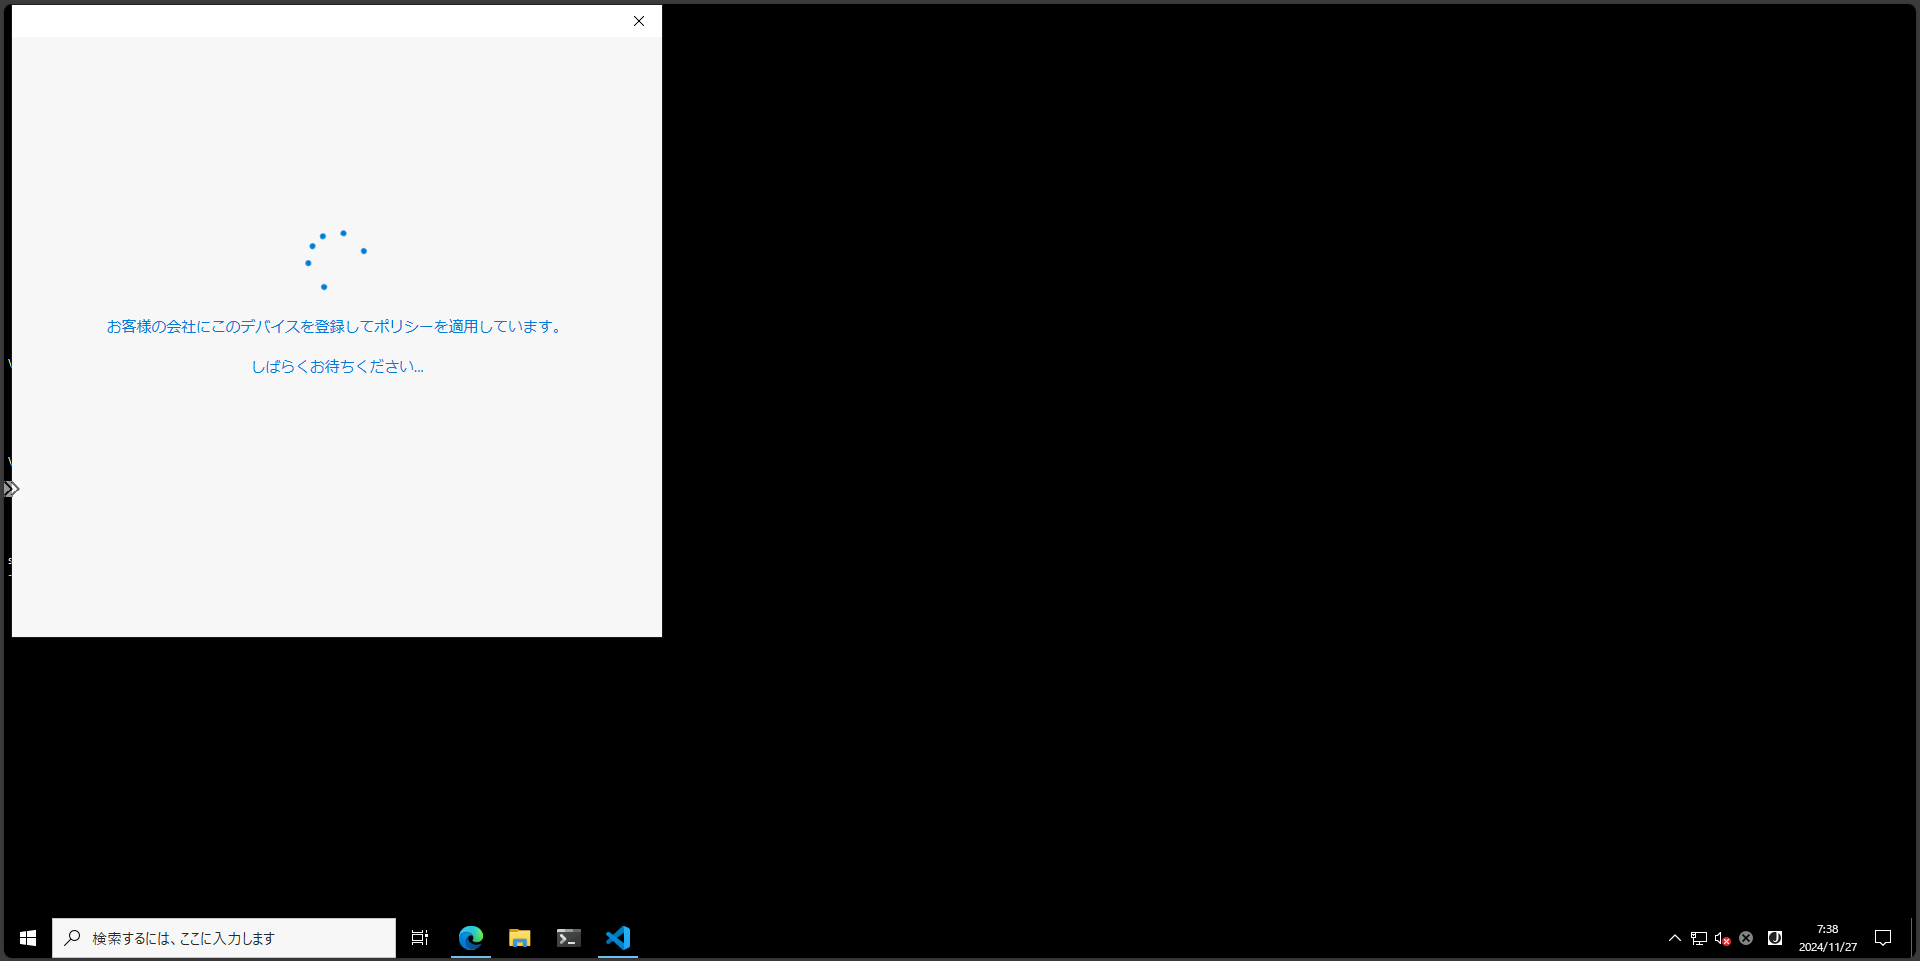 お客様の会社にこのデバイスを登録してポリシーを適用しています。
しばらくお待ちください...
検索するには、ここに入力します
7:38
2024/11/27